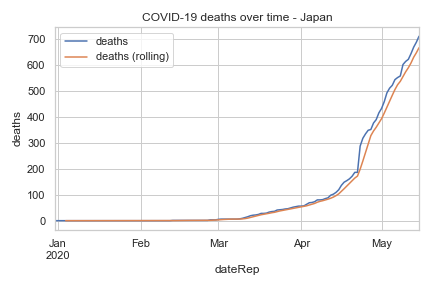 COVID-19 deaths over time - Japan
deaths
deaths (rolling)
700
600
500
400
300
200
100
0
deaths
Jan Feb Mar Apr May
2020
dateRep